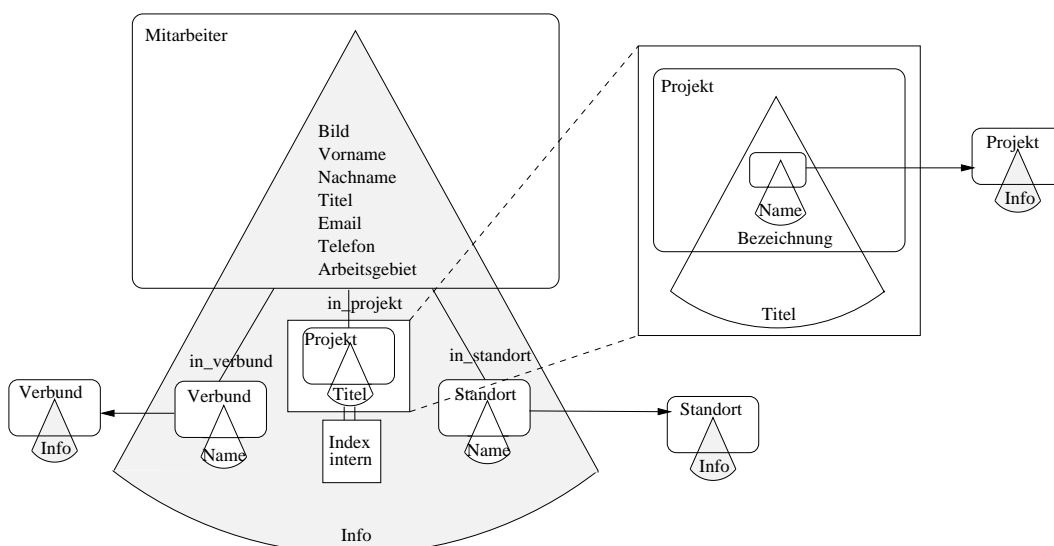 Mitarbeiter
Bild
Vorname
Nachname
Titel
Email
Telefon
Arbeitsgebiet
in_projekt
in_verbund
in_standort
Projekt
Titel
Index
intern
Verbund
Name
Verbund
Info
Standort
Name
Standort
Info
Info
Projekt
Name
Bezeichnung
Titel
Projekt
Info